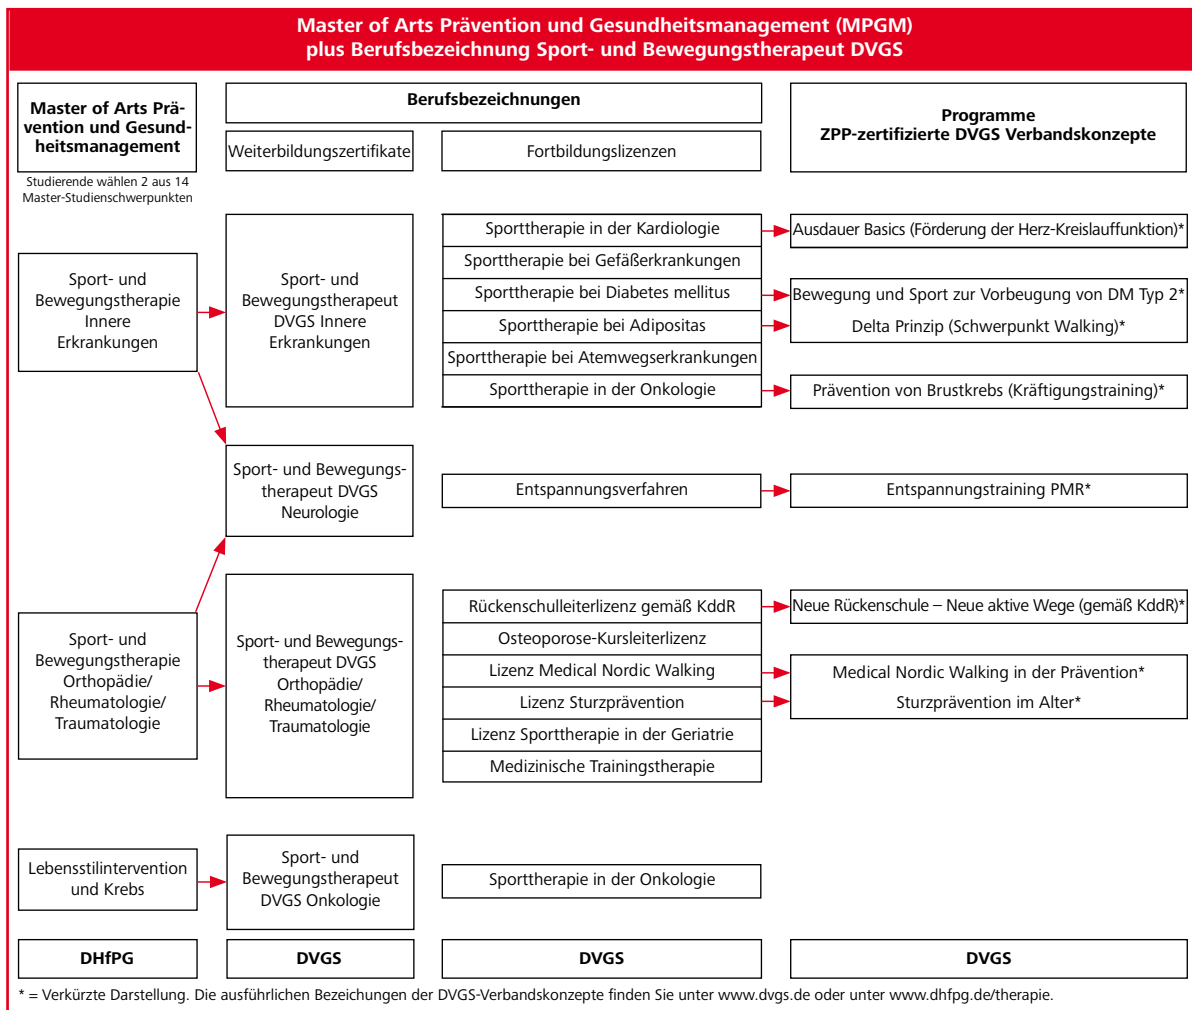 Master of Arts Prävention und Gesundheitsmanagement (MPGM)
plus Berufsbezeichnung Sport- und Bewegungstherapeut DVGS
Master of Arts Prä-
vention und Gesund-
heitsmanagement
Studierende wählen 2 aus 14
Master-Studienschwerpunkten
Berufsbezeichnungen
Weiterbildungszertifikate
Fortbildungslizenzen
Programme
ZPP-zertifizierte DVGS Verbandskonzepte
Sport- und
Bewegungstherapie
Innere
Erkrankungen
Sport- und
Bewegungstherapeut
DVGS Innere
Erkrankungen
Sporttherapie in der Kardiologie
Sporttherapie bei Gefäßerkrankungen
Sporttherapie bei Diabetes mellitus
Sporttherapie bei Adipositas
Sporttherapie bei Atemwegserkrankungen
Sporttherapie in der Onkologie
Ausdauer Basics (Förderung der Herz-Kreislauffunktion)*
Bewegung und Sport zur Vorbeugung von DM Typ 2*
Delta Prinzip (Schwerpunkt Walking)*
Prävention von Brustkrebs (Kräftigungstraining)*
Sport- und Bewegungs-
therapeut DVGS
Neurologie
Entspannungsverfahren
Entspannungstraining PMR*
Sport- und
Bewegungstherapie
Orthopädie/
Rheumatologie/
Traumatologie
Sport- und Bewegungs-
therapeut DVGS
Orthopädie/
Rheumatologie/
Traumatologie
Rückenschulleiterlizenz gemäß KddR
Osteoporose-Kursleiterlizenz
Lizenz Medical Nordic Walking
Lizenz Sturzprävention
Lizenz Sporttherapie in der Geriatrie
Medizinische Trainingstherapie
Neue Rückenschule – Neue aktive Wege (gemäß KddR)*
Medical Nordic Walking in der Prävention*
Sturzprävention im Alter*
Lebensstilintervention
und Krebs
Sport- und
Bewegungstherapeut
DVGS Onkologie
Sporttherapie in der Onkologie
DHfPG
DVGS
DVGS
DVGS
* = Verkürzte Darstellung. Die ausführlichen Bezeichnungen der DVGS-Verbandskonzepte finden Sie unter www.dvgs.de oder unter www.dhfpg.de/therapie.